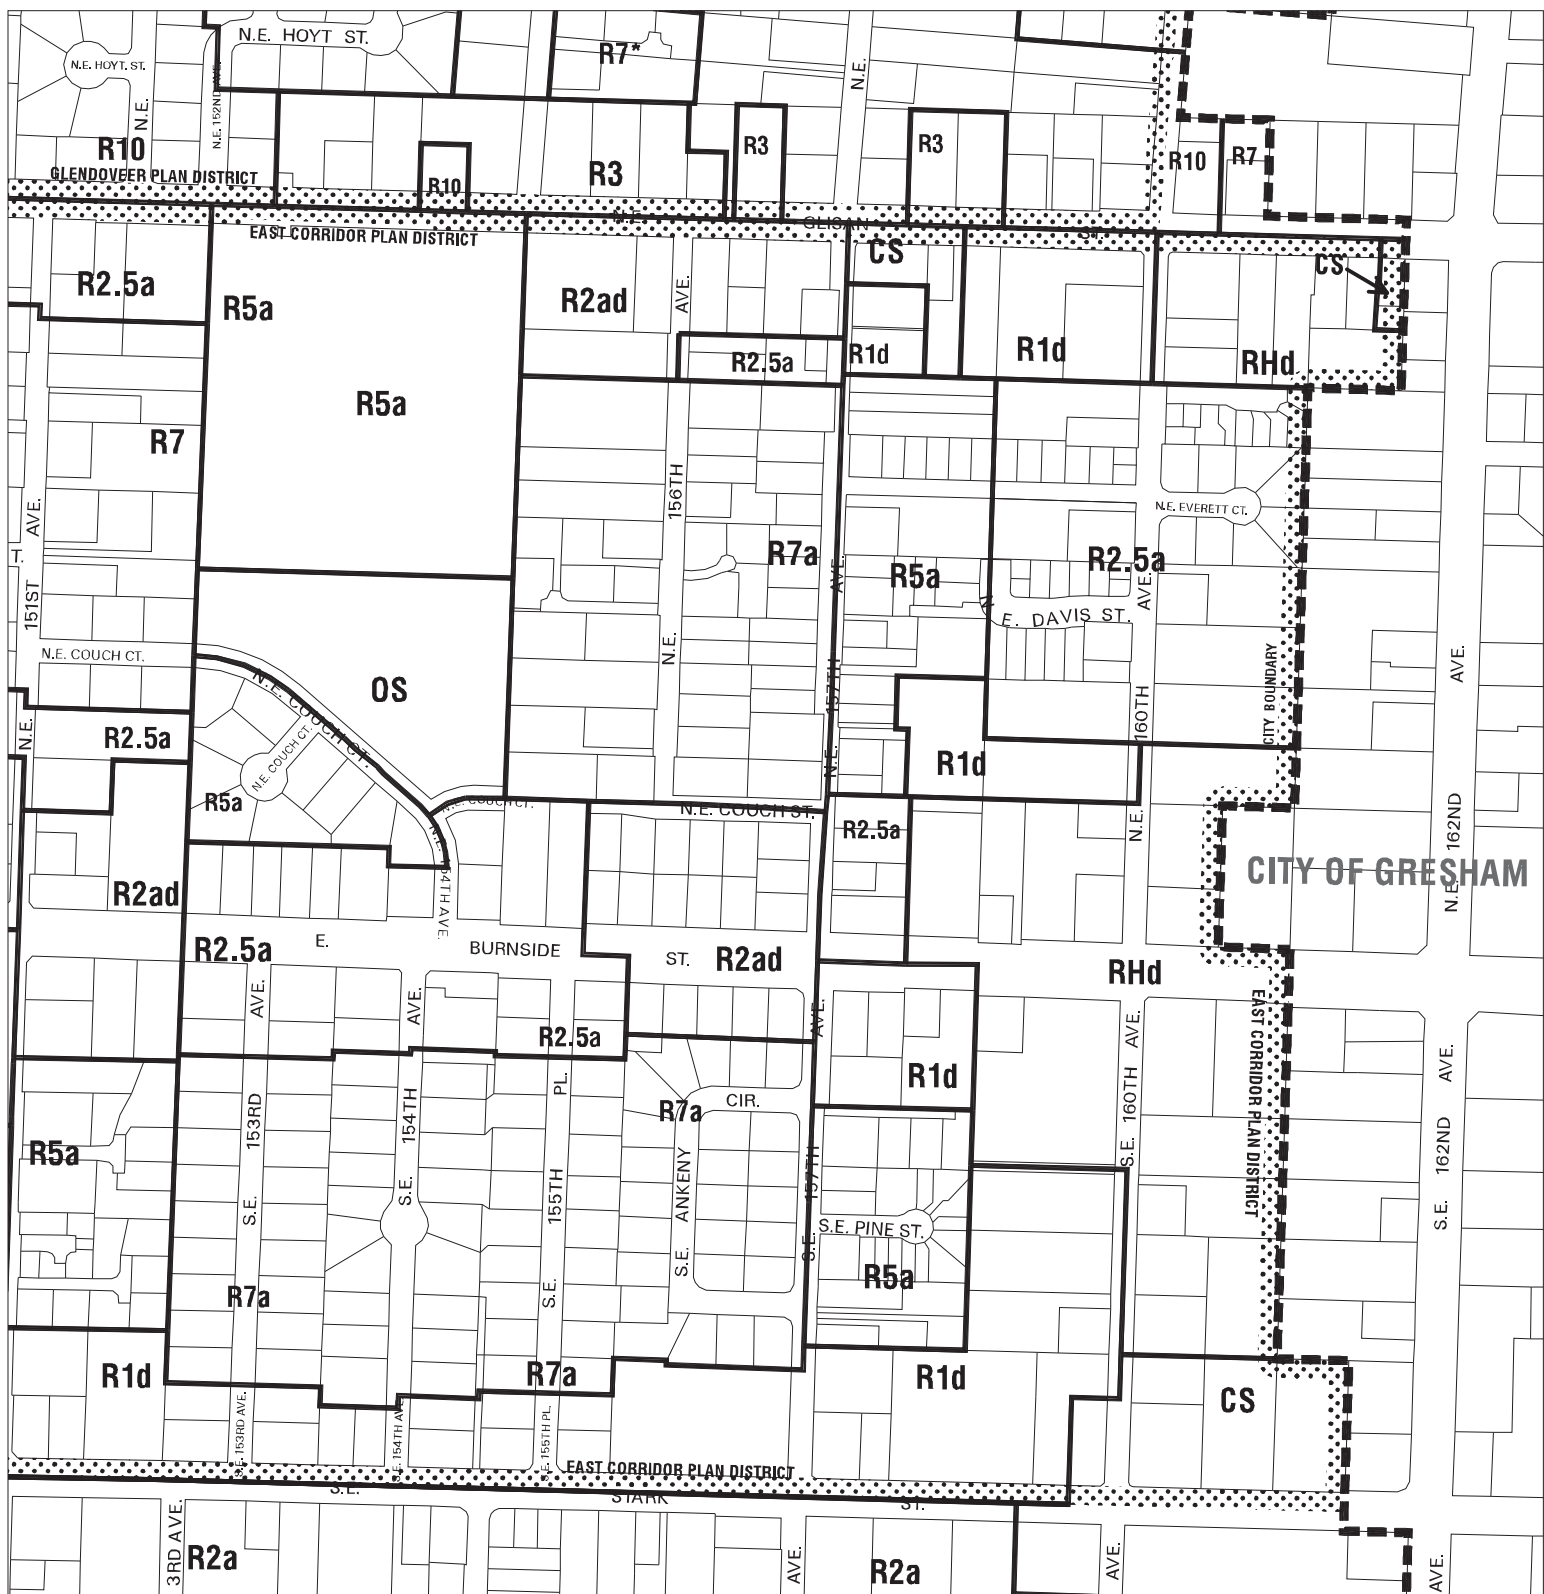 N.E. HOYT ST.
N.E. HOYT ST.
R7*
N.E.
N.E.
N.E. 152ND AVE.
R10
R3
R3
R3
R10
R7
GLENDOVEER PLAN DISTRICT
R10
N.E.
GLISAN
ST.
EAST CORRIDOR PLAN DISTRICT
CS
CS
R2.5a
R5a
R2ad
AVE.
R1d
R1d
RHd
R2.5a
R5a
R7
AVE.
156TH
N.E. EVERETT CT.
R7a
R2.5a
T.
151ST
AVE.
R5a
AVE.
N.E. DAVIS ST.
N.E.
N.E. COUCH CT.
N.E. COUCH CT.
OS
157TH
160TH
CITY BOUNDARY
AVE.
N.E.
R2.5a
N.E. COUCH CT.
N.E.
R1d
R5a
N.E. COUCH CT.
N.E. COUCH ST.
N.E.
162ND
R2.5a
N.E. 154TH AVE.
CITY OF GRESHAM
N.E.
R2ad
R2.5a
E.
BURNSIDE
ST.
R2ad
RHd
AVE.
AVE.
R2.5a
AVE.
AVE.
EAST CORRIDOR PLAN DISTRICT
AVE.
PL.
R1d
153RD
154TH
R7a
CIR.
160TH
162ND
R5a
S.E.
S.E.
155TH
ANKENY
157TH
S.E.
S.E.
S.E. PINE ST.
S.E.
S.E.
R5a
R7a
S.E.
R1d
R7a
R1d
CS
S.E. 153RD AVE.
S.E. 154TH AVE.
S.E. 155TH PL.
EAST CORRIDOR PLAN DISTRICT
S.E.
STARK
ST.
3RD AVE.
R2a
AVE.
R2a
AVE.
AVE.